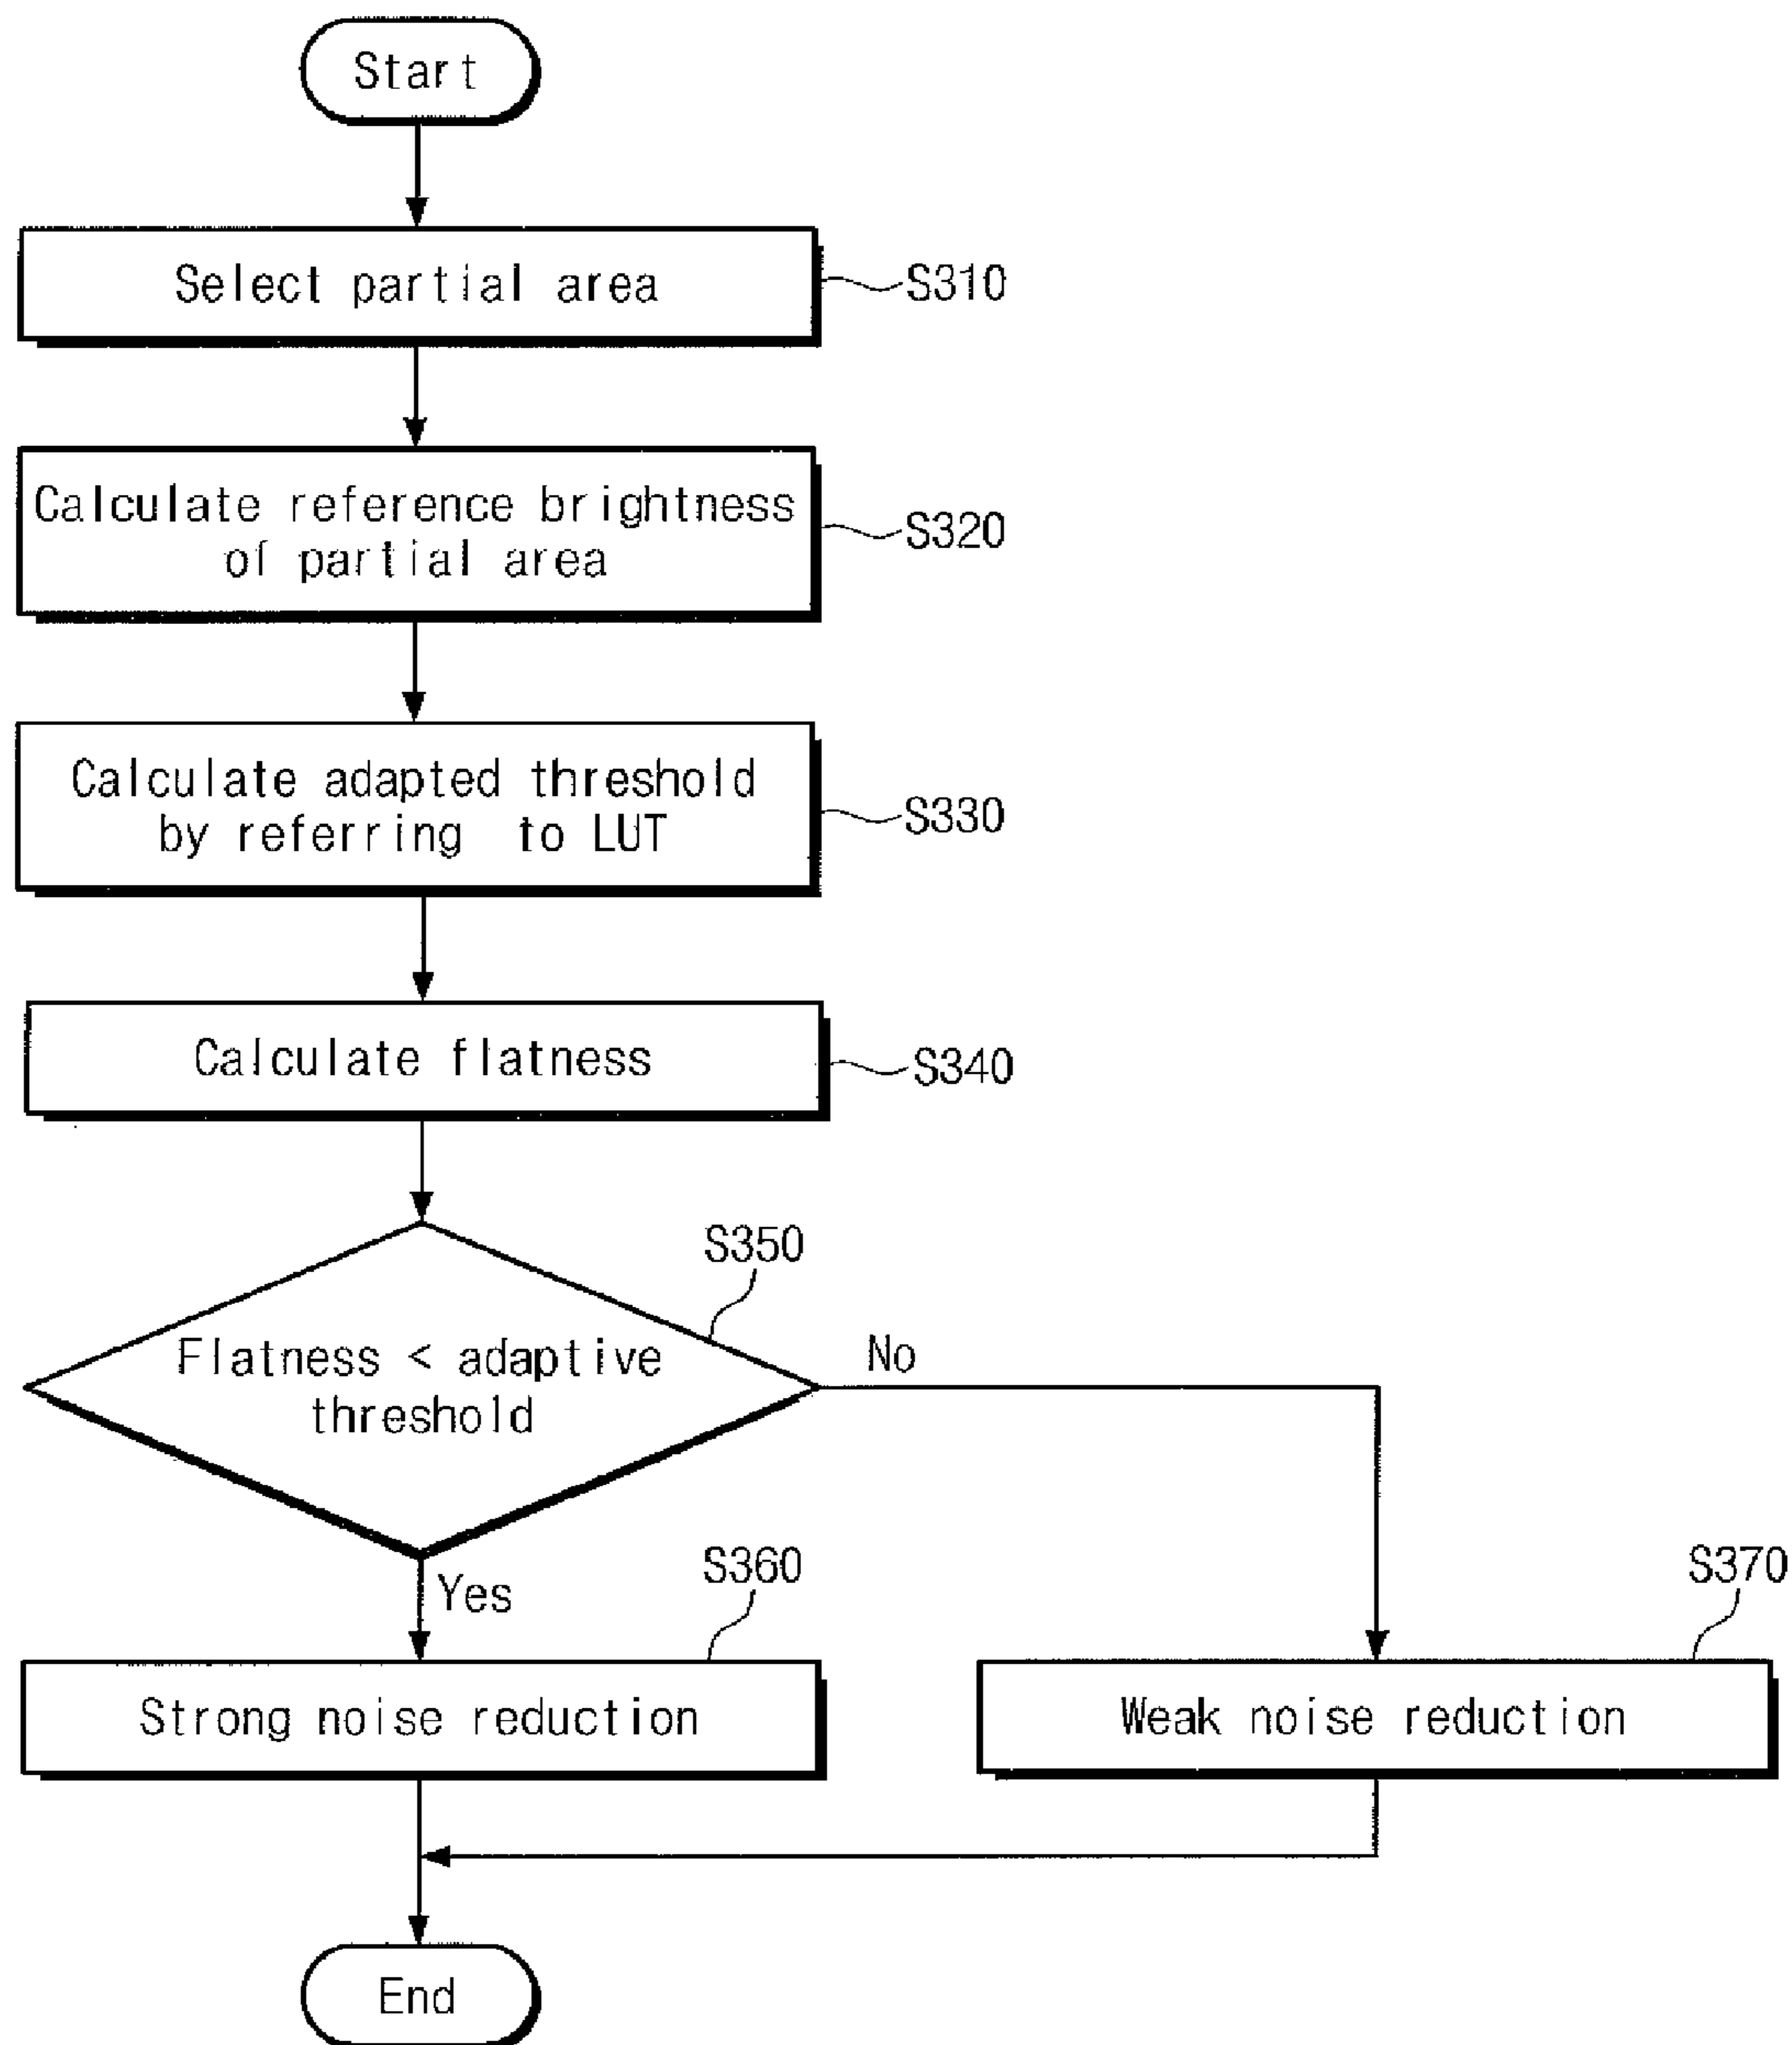 Start
Select partial area
S310
Calculate reference brightness
of partial area
S320
Calculate adapted threshold
by referring to LUT
S330
Calculate flatness
S340
S350
Flatness < adaptive
threshold
No
Yes
S360
S370
Strong noise reduction
Weak noise reduction
End